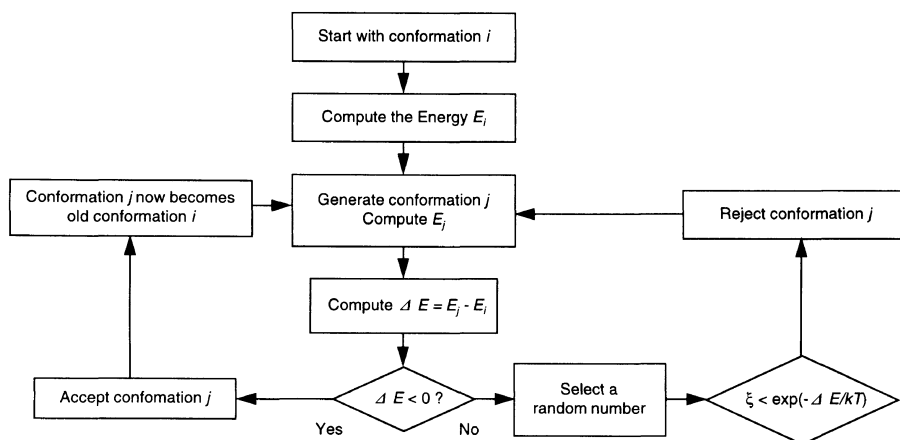 Start with conformation i
Compute the Energy Ei
Conformation j now becomes
old conformation i
Generate conformation j
Compute Ej
Reject conformation j
Compute Δ E = Ej - Ei
Accept confomation j
Δ E < 0 ?
Select a
random number
ξ < exp(- Δ E/kT)
Yes
No